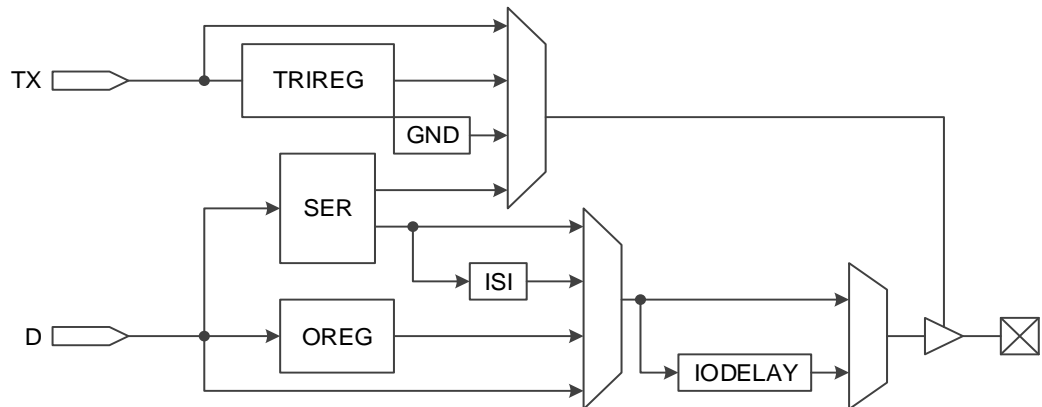 TX
TRIREG
GND
SER
ISI
D
OREG
IODELAY